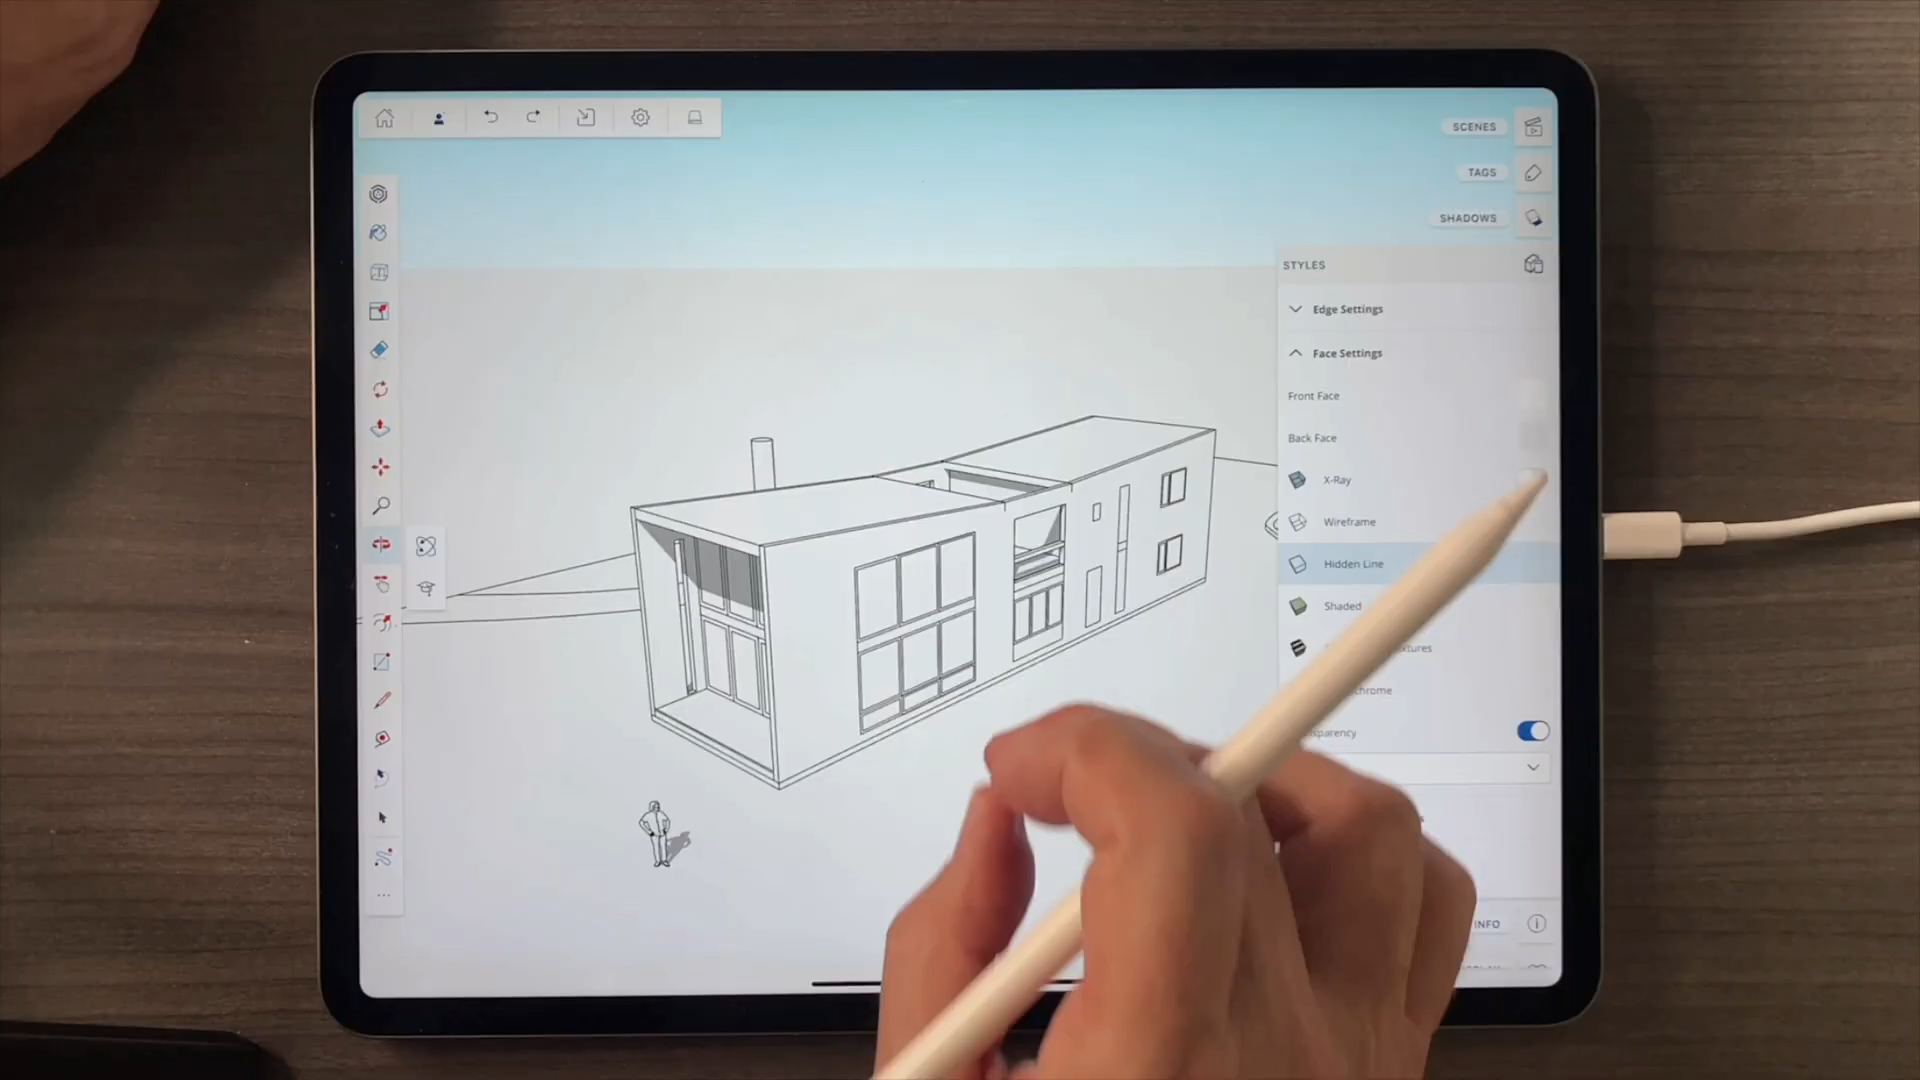 SCENES
TAGS
SHADOWS
STYLES
Edge Settings
Face Settings
Front Face
Back Face
X-Ray
Wireframe
Hidden Line
Shaded
INFO